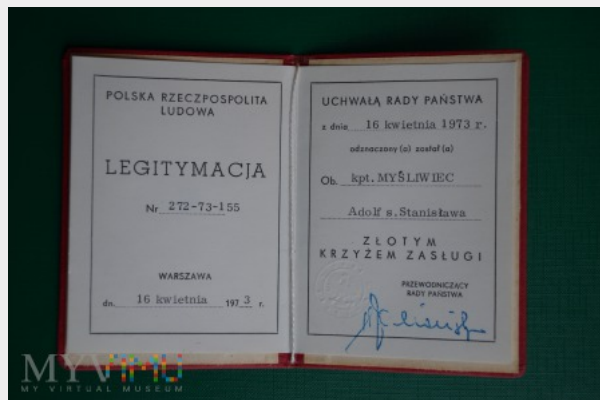 POLSKA RZECZPOSPOLITA
LUDOWA
LEGITYMACJA
Nr 272-73-155
WARSZAWA
dn. 16 kwietnia 1973 r.
UCHWAŁĄ RADY PAŃSTWA
z dnia 16 kwietnia 1973 r.
odznaczony (a) został (a)
Ob. kpt. MYŚLIWIEC
Adolf s. Stanisława
ZŁOTYM
KRZYŻEM ZASŁUGI
PRZEWODNICZĄCY
RADY PAŃSTWA
MYVIMU
MY VIRTUAL MUSEUM